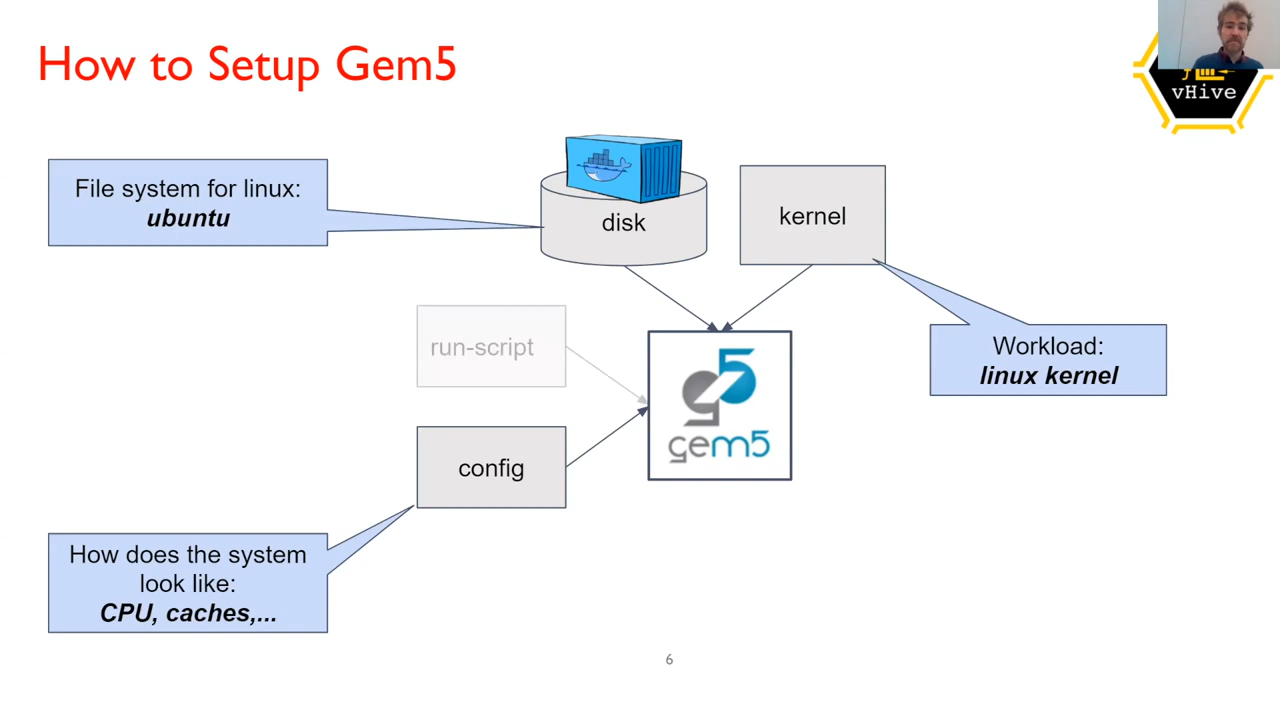 How to Setup Gem5
vHive
File system for linux:
ubuntu
disk
kernel
run-script
Workload:
linux kernel
g5
gem5
config
How does the system
look like:
CPU, caches,...
6